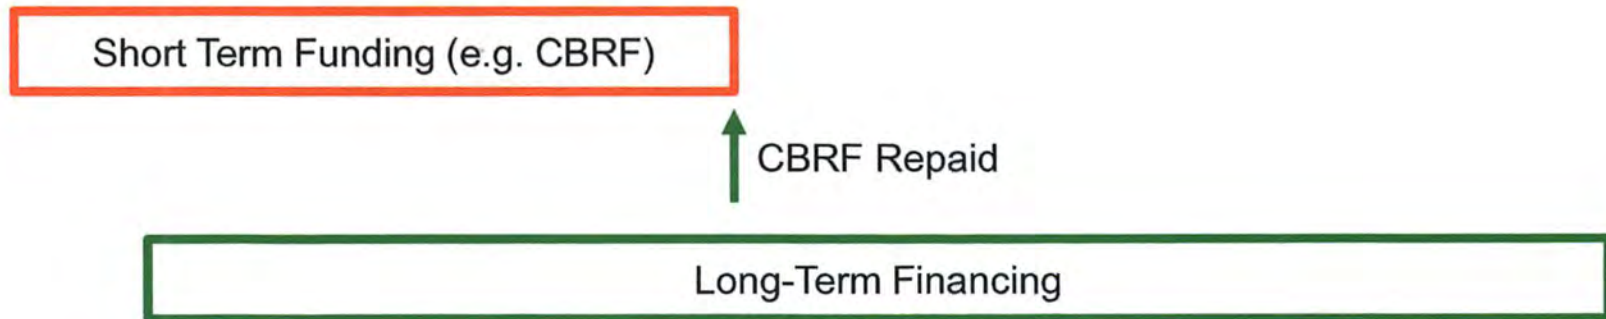 Short Term Funding (e.g. CBRF)
CBRF Repaid
Long-Term Financing